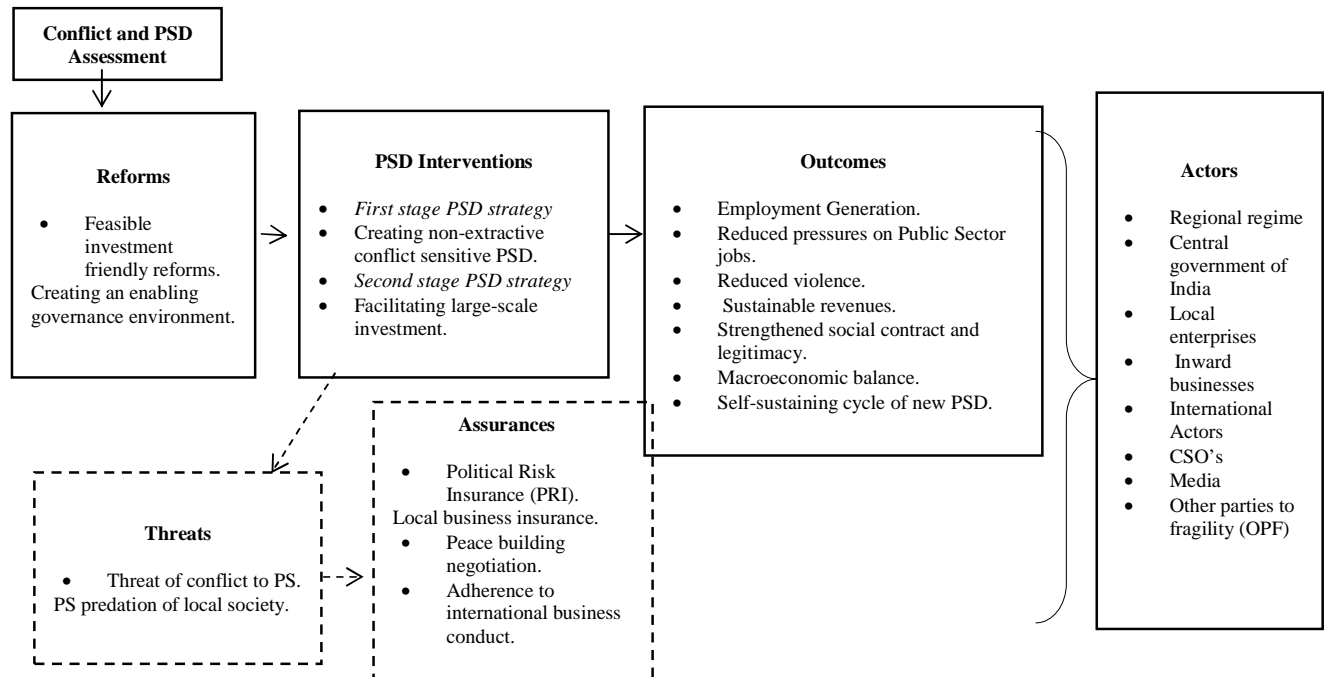 Conflict and PSD
Assessment
Reforms
• Feasible
investment
friendly reforms.
Creating an enabling
governance environment.
PSD Interventions
• First stage PSD strategy
• Creating non-extractive
conflict sensitive PSD.
• Second stage PSD strategy
• Facilitating large-scale
investment.
Outcomes
• Employment Generation.
• Reduced pressures on Public Sector
jobs.
• Reduced violence.
• Sustainable revenues.
• Strengthened social contract and
legitimacy.
• Macroeconomic balance.
• Self-sustaining cycle of new PSD.
Actors
• Regional regime
• Central
government of
India
• Local
enterprises
• Inward
businesses
• International
Actors
• CSO's
• Media
• Other parties to
fragility (OPF)
Threats
• Threat of conflict to PS.
PS predation of local society.
Assurances
• Political Risk
Insurance (PRI).
Local business insurance.
• Peace building
negotiation.
• Adherence to
international business
conduct.